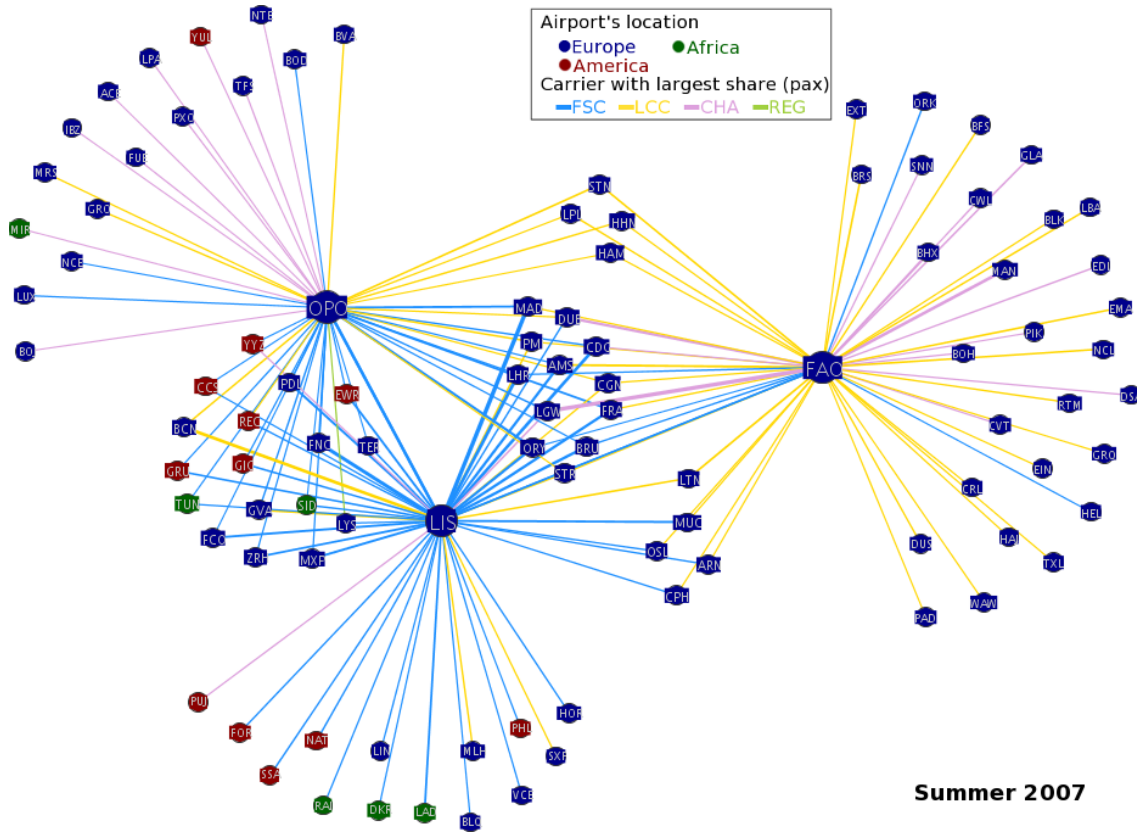 Airport's location
Europe
Africa
America
Carrier with largest share (pax)
FSC LCC CHA REG
NTE
YUL
BVA
LPA
BOD
TFS
ACE
PXO
IBZ
FUE
MRS
GRO
MIR
NCE
LUX
OPO
YYZ
PDL
CCS
EWR
REC
BCN
FNC
TER
GRU
GIG
TUN
SID
GVA
LYS
FCO
ZRH
MXP
STN
LPL
HHN
HAM
MAD
DUB
CDG
AMS
LHR
CGN
LGW
FRA
ORY
BRU
STR
LTN
MUC
OSL
ARN
CPH
LIS
EXT
ORK
BFS
BRS
SNN
GLA
CWL
LBA
BLK
BHX
MAN
EDI
EMA
PIK
BOH
NCL
FAO
DSA
RTM
CVT
GRO
EIN
CRL
HEL
DUS
HAJ
TXL
WAW
PAD
PUJ
FOR
NAT
SSA
LIN
RAI
DKR
LAD
MLH
PHL
HOR
SXF
VCE
BLQ
Summer 2007